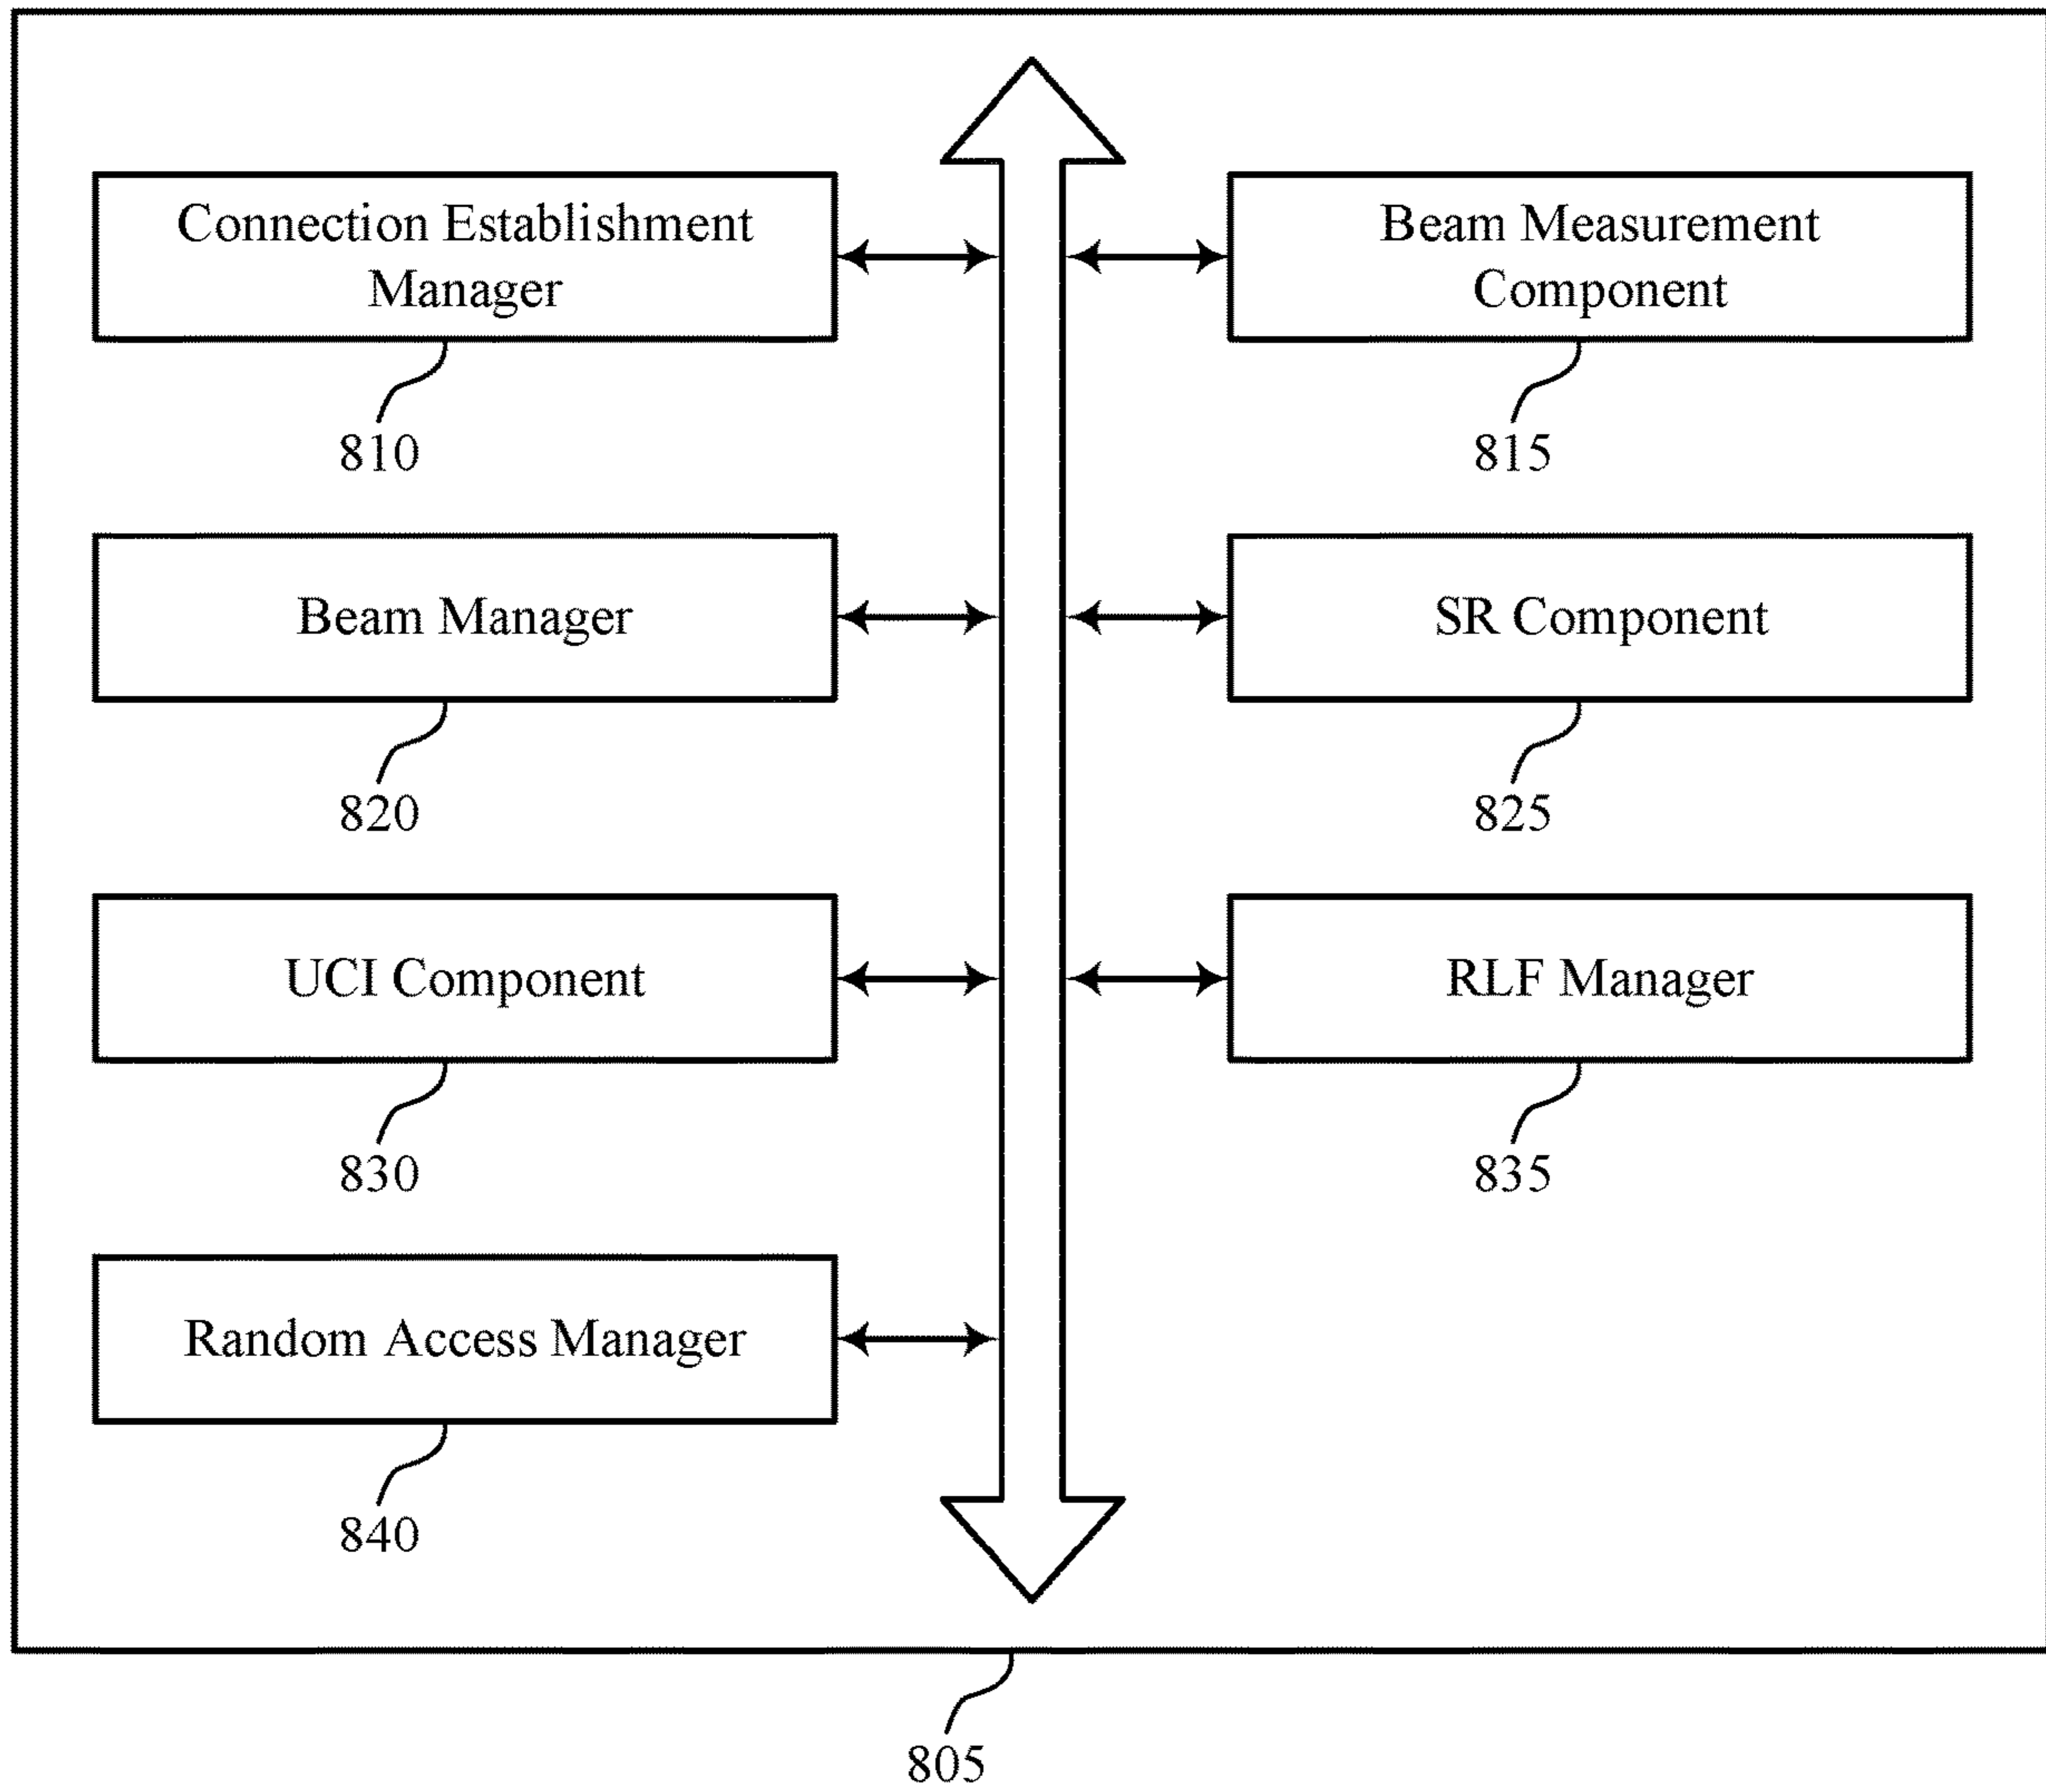 Connection Establishment
Manager
810
Beam Measurement
Component
815
Beam Manager
820
SR Component
825
UCI Component
830
RLF Manager
835
Random Access Manager
840
805